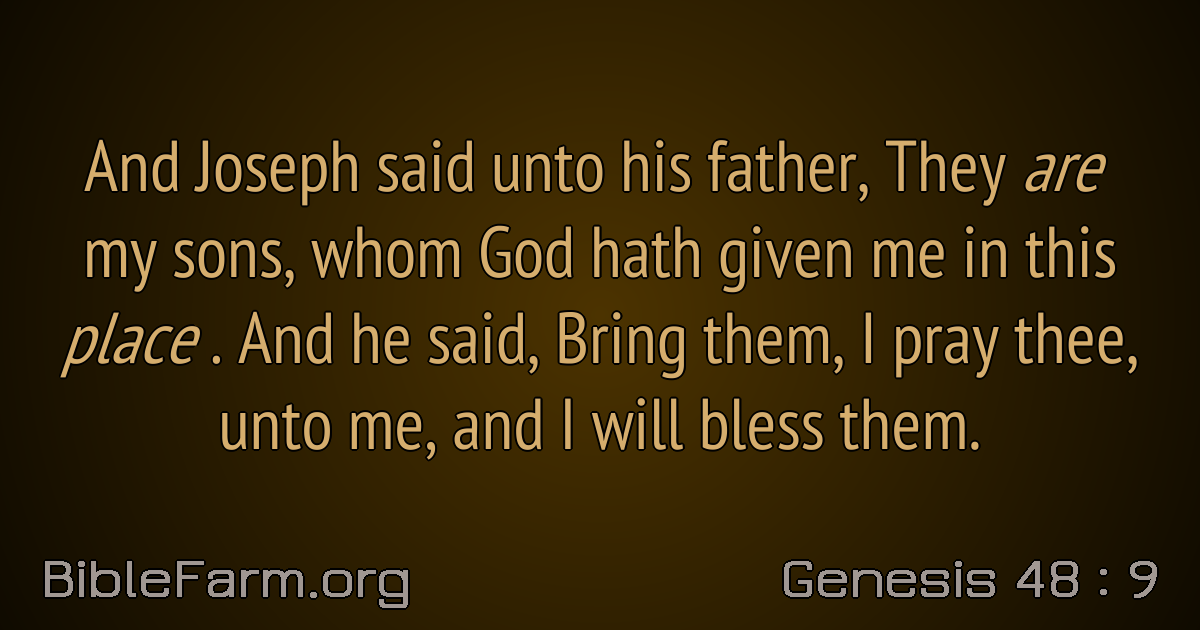 And Joseph said unto his father, They are
my sons, whom God hath given me in this
place . And he said, Bring them, I pray thee,
unto me, and I will bless them.
BibleFarm.org
Genesis 48 : 9